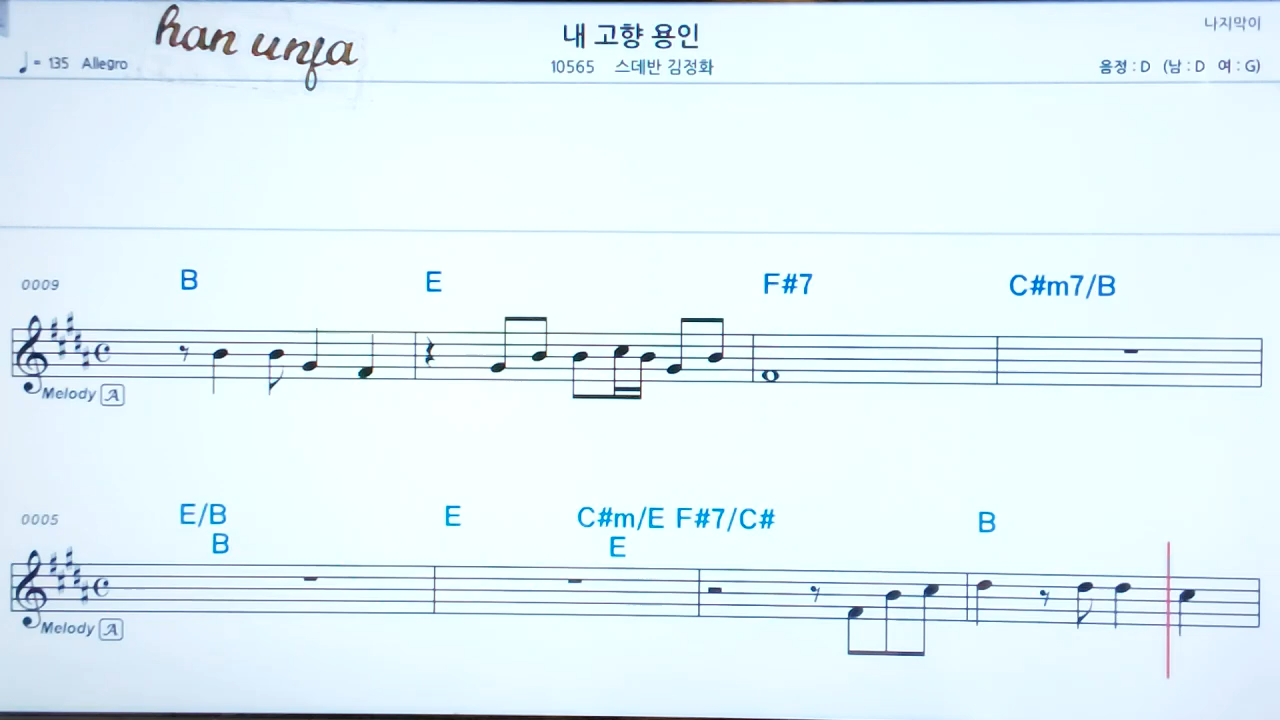 han unfa
내 고향 용인
나지막이
♩= 135 Allegro
10565 스데반 김정화
음정 : D (남 : D 여 : G)
0009
B E F#7 C#m7/B
Melody A
0005
E/B E C#m/E F#7/C# B
B E
Melody A